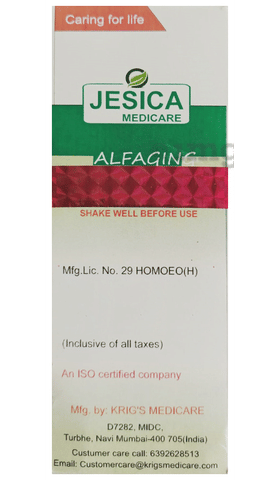 Caring for life
JESICA
MEDICARE
ALFAGING
SHAKE WELL BEFORE USE
Mfg.Lic. No. 29 HOMOEO(H)
(Inclusive of all taxes)
An ISO certified company
Mfg. by: KRIG'S MEDICARE
D7282, MIDC,
Turbhe, Navi Mumbai-400 705(India)
Custumer care call: 6392628513
Email: Customercare@krigsmedicare.com